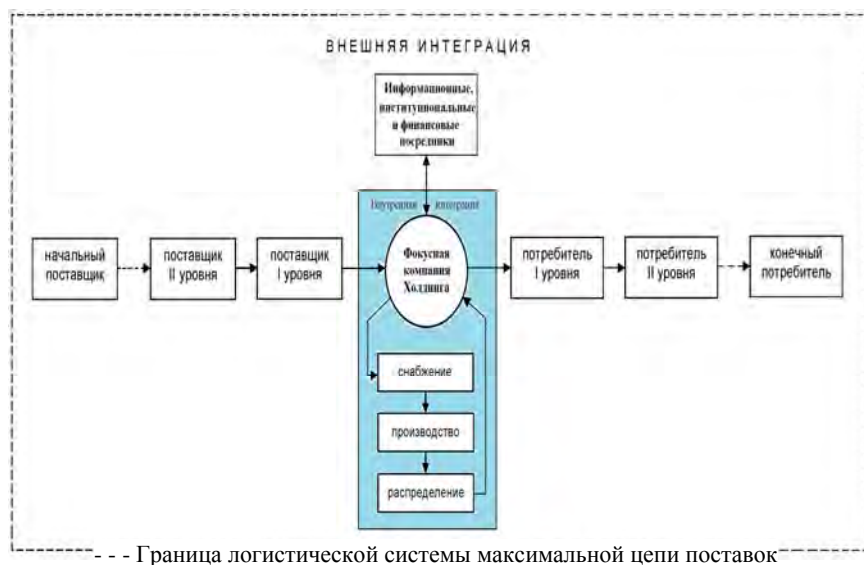 ВНЕШНЯЯ ИНТЕГРАЦИЯ
Информационные,
институциональные
и финансовые
посредники
Внутренняя интеграция
начальный
поставщик
поставщик
II уровня
поставщик
I уровня
Фокусная
компания
Холдинга
потребитель
I уровня
потребитель
II уровня
конечный
потребитель
снабжение
производство
распределение
- - - Граница логистической системы максимальной цепи поставок